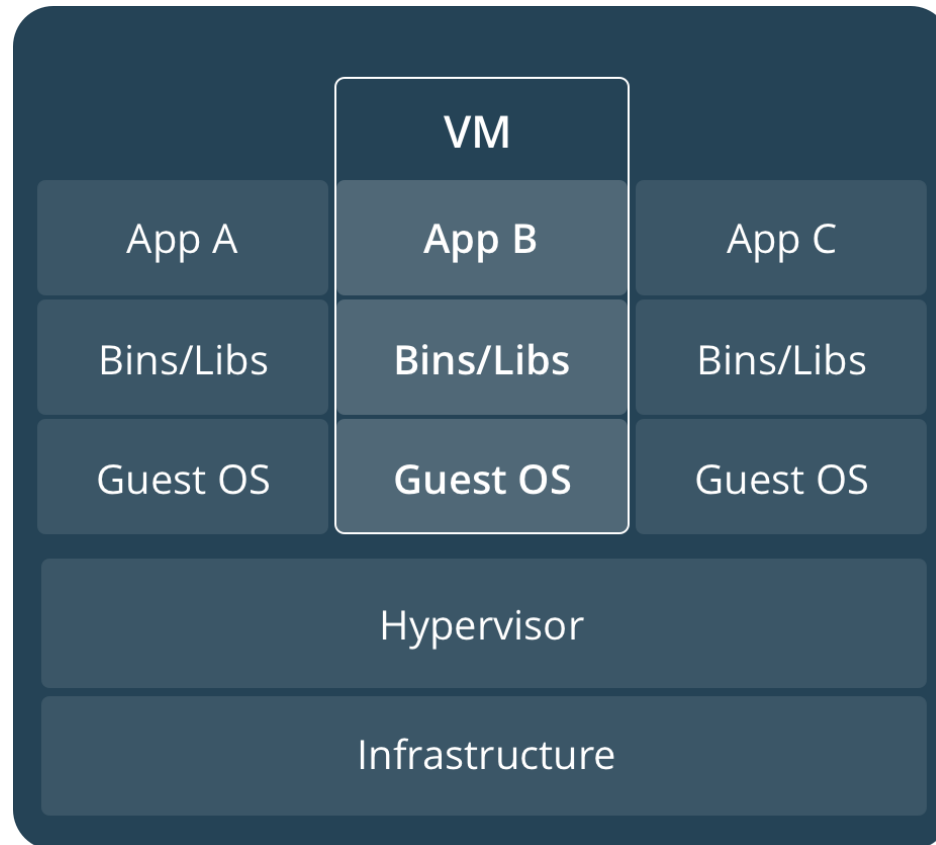 VM
App A
App B
App C
Bins/Libs
Bins/Libs
Bins/Libs
Guest OS
Guest OS
Guest OS
Hypervisor
Infrastructure